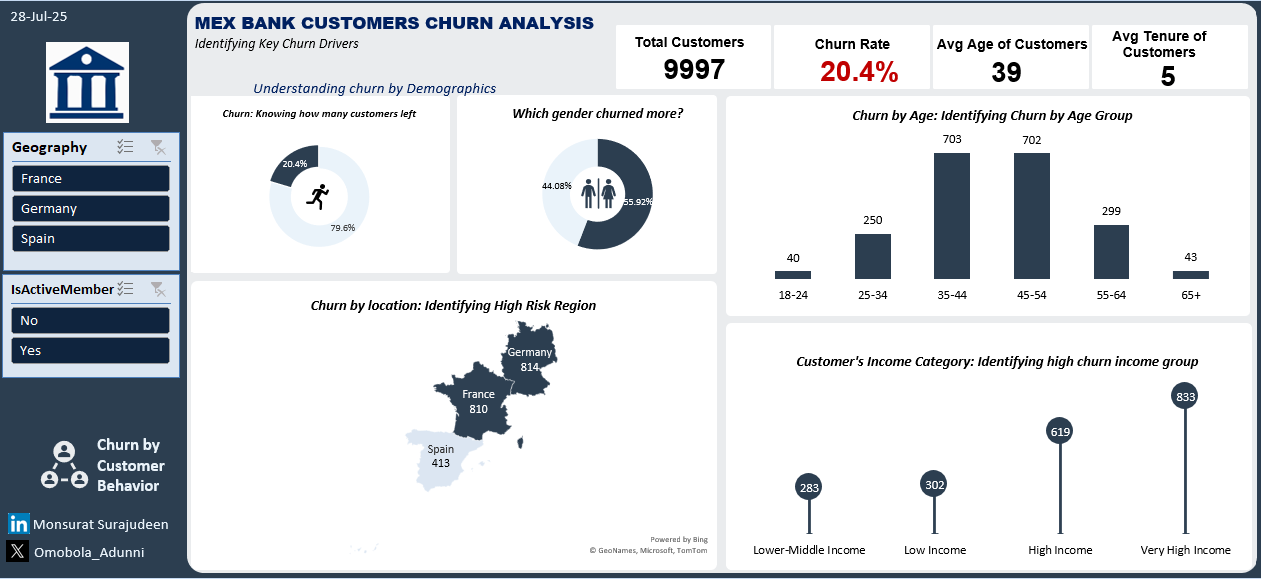 28-Jul-25
Geography
France
Germany
Spain
IsActiveMember
No
Yes
Churn by
Customer
Behavior
in Monsurat Surajudeen
X Omobola_Adunni
MEX BANK CUSTOMERS CHURN ANALYSIS
Identifying Key Churn Drivers
Understanding churn by Demographics
Total Customers
9997
Churn Rate
20.4%
Avg Age of Customers
39
Avg Tenure of
Customers
5
Churn: Knowing how many customers left
20.4%
79.6%
Which gender churned more?
44.08%
55.92%
Churn by Age: Identifying Churn by Age Group
703
702
250
299
40
43
18-24
25-34
35-44
45-54
55-64
65+
Churn by location: Identifying High Risk Region
Germany
814
France
810
Spain
413
Powered by Bing
© GeoNames, Microsoft, TomTom
Customer's Income Category: Identifying high churn income group
833
619
283
302
Lower-Middle Income
Low Income
High Income
Very High Income